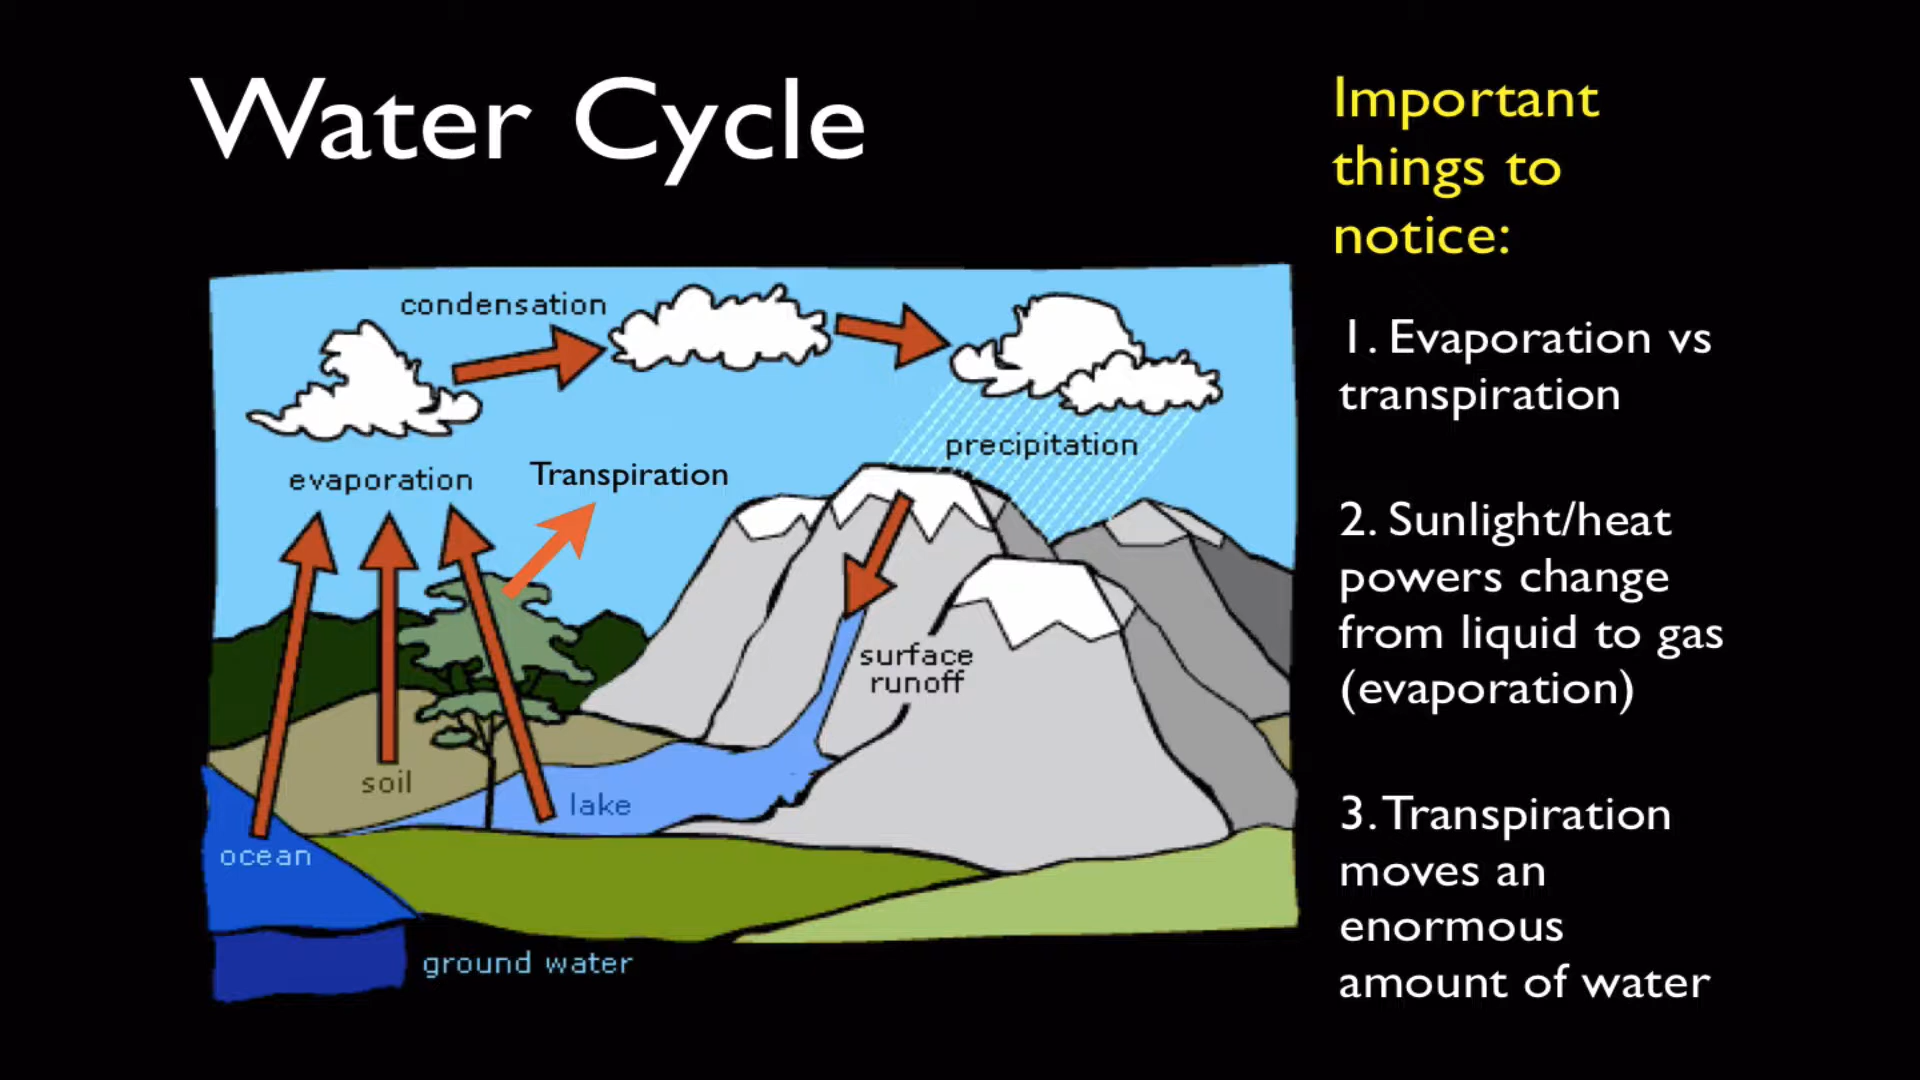 Water Cycle
Important
things to
notice:
1. Evaporation vs
transpiration
2. Sunlight/heat
powers change
from liquid to gas
(evaporation)
3. Transpiration
moves an
enormous
amount of water
condensation
precipitation
evaporation
Transpiration
surface
runoff
soil
lake
ocean
ground water